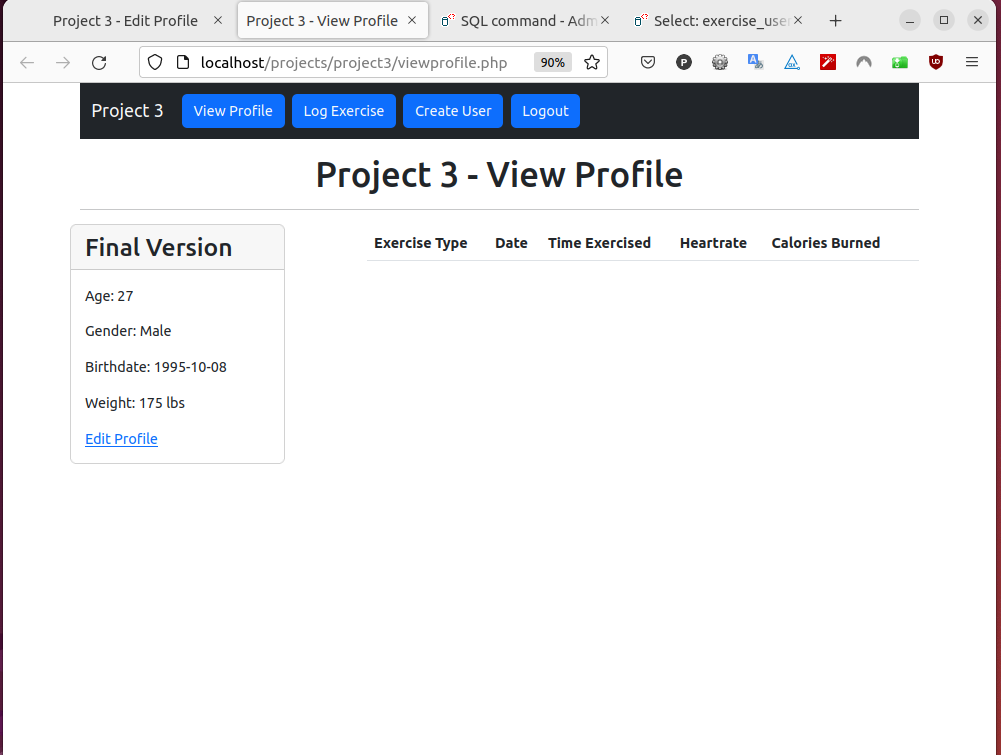 Project 3 - Edit Profile
Project 3 - View Profile
SQL command - Adm
Select: exercise_user
localhost/projects/project3/viewprofile.php
90%
Project 3 View Profile Log Exercise Create User Logout
Project 3 - View Profile
Final Version
Age: 27
Gender: Male
Birthdate: 1995-10-08
Weight: 175 lbs
Edit Profile
Exercise Type Date Time Exercised Heartrate Calories Burned